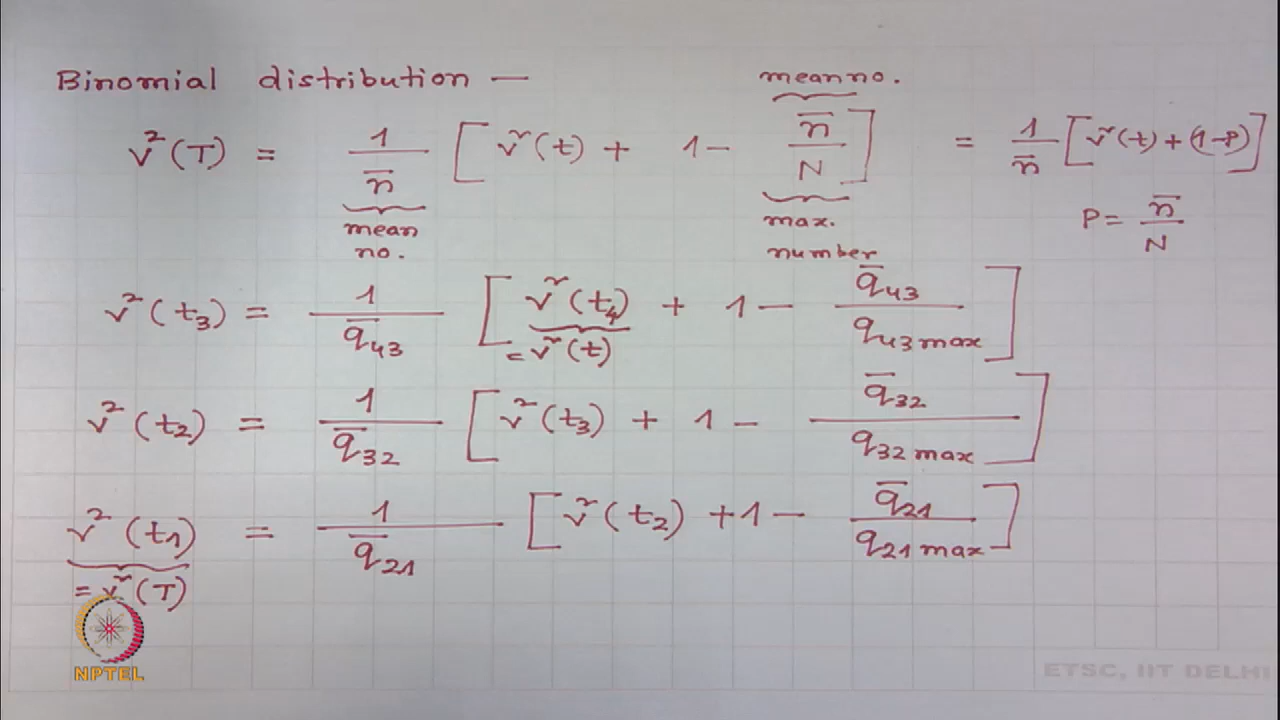 Binomial distribution —
v²(T) = 1/n̅ [v²(t) + 1 − n̅/N] = 1/n̅ [v²(t) + (1−P)]
mean no.
mean no.
max. number
P = n̅/N
v²(t₃) = 1/q̅₄₃ [v²(t₄) + 1 − q̅₄₃/q₄₃ max]
= v²(t)
v²(t₂) = 1/q̅₃₂ [v²(t₃) + 1 − q̅₃₂/q₃₂ max]
v²(t₁) = 1/q̅₂₁ [v²(t₂) + 1 − q̅₂₁/q₂₁ max]
= v²(T)
NPTEL
ETSC, IIT DELHI